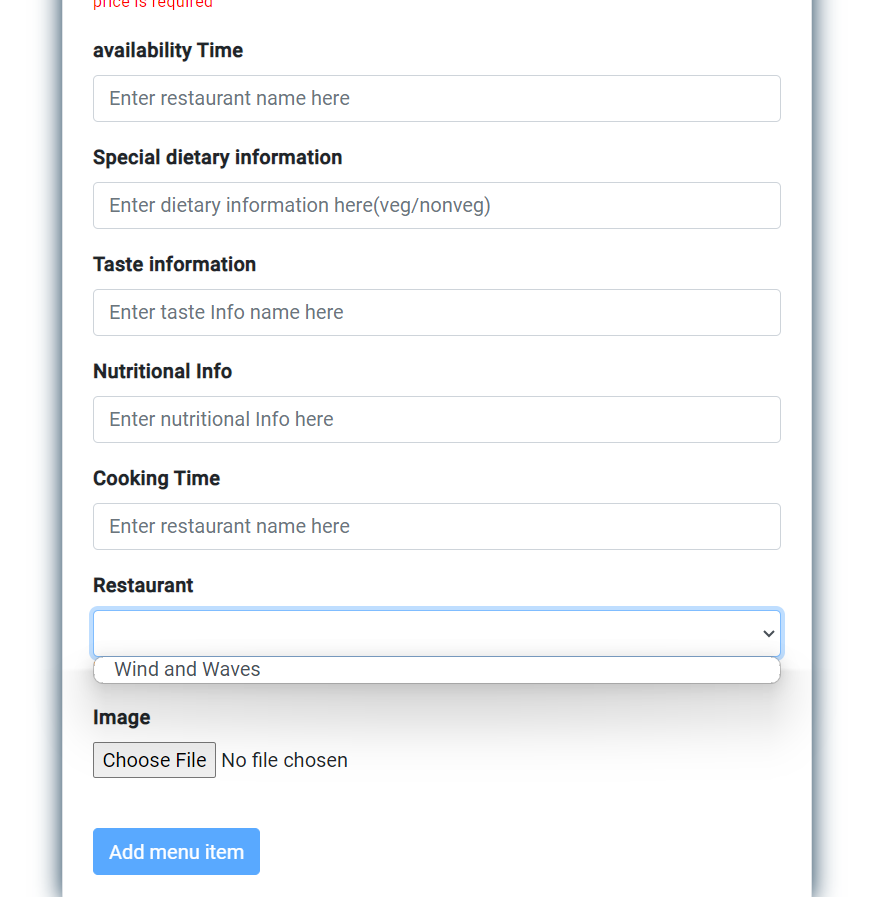 price is required
availability Time
Enter restaurant name here
Special dietary information
Enter dietary information here(veg/nonveg)
Taste information
Enter taste Info name here
Nutritional Info
Enter nutritional Info here
Cooking Time
Enter restaurant name here
Restaurant
Wind and Waves
Image
Choose File No file chosen
Add menu item